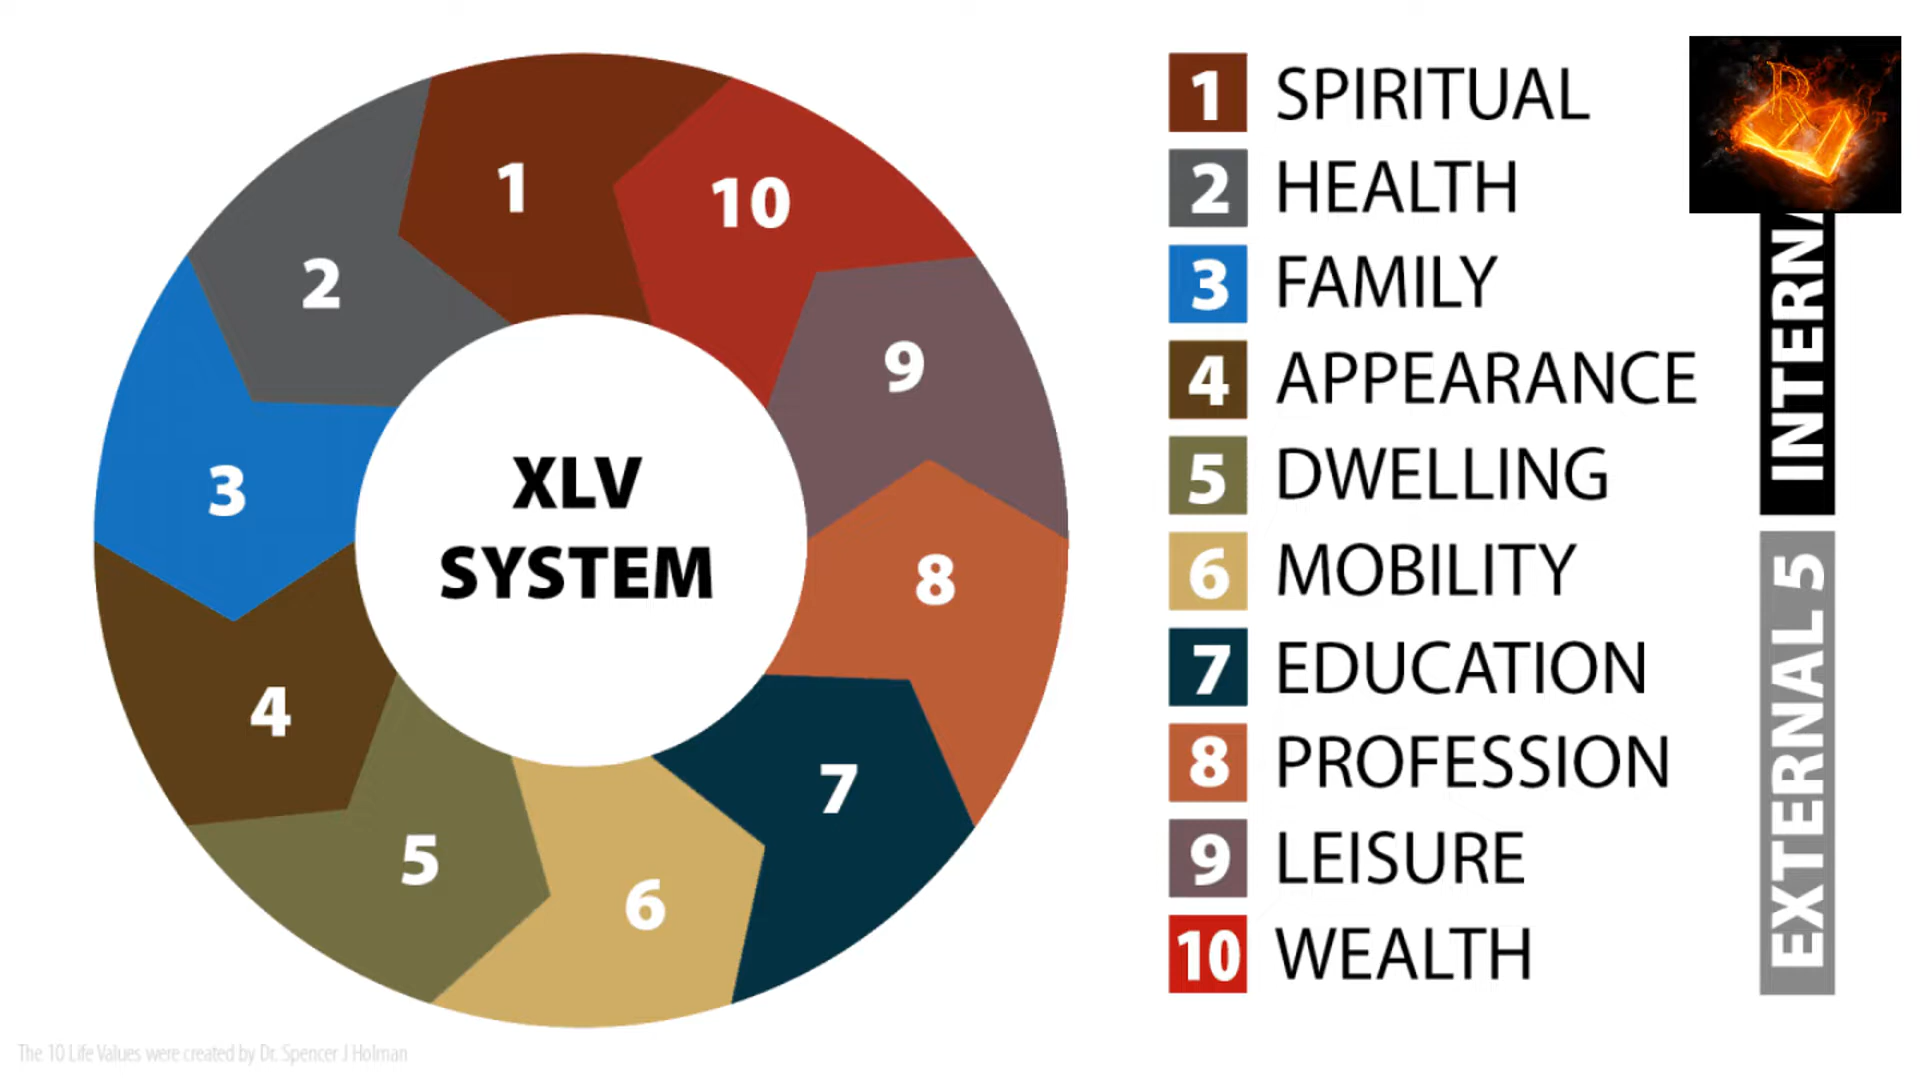 1
10
2
9
3
XLV
SYSTEM
8
4
7
5
6
1 SPIRITUAL
2 HEALTH
3 FAMILY
4 APPEARANCE
5 DWELLING
6 MOBILITY
7 EDUCATION
8 PROFESSION
9 LEISURE
10 WEALTH
INTERNA
EXTERNAL 5
The 10 Life Values were created by Dr. Spencer J Holman